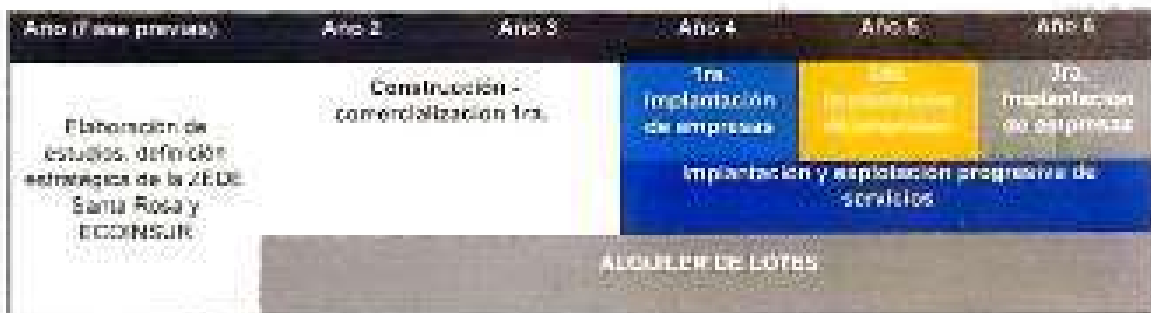 Año (Fase previas) Año 2 Año 3 Año 4 Año 5 Año 6
Elaboración de
estudios, definición
estratégica de la ZEDE
Santa Rosa y
ECOINSUR
Construcción -
comercialización 1ra.
1ra.
Implantación
de empresas
3ra.
Implantación
de empresas
Implantación y explotación progresiva de
servicios
ALQUILER DE LOTES